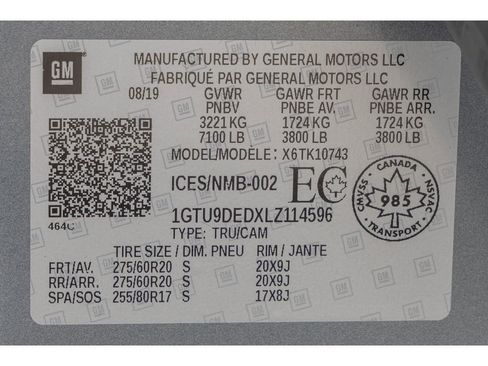 GM
MANUFACTURED BY GENERAL MOTORS LLC
FABRIQUÉ PAR GENERAL MOTORS LLC
08/19 GVWR GAWR FRT GAWR RR
PNBV PNBE AV. PNBE ARR.
3221 KG 1724 KG 1724 KG
7100 LB 3800 LB 3800 LB
MODEL/MODÈLE: X6TK10743
ICES/NMB-002 EC
CANADA
CMVSS 985 NSVAC
TRANSPORT
1GTU9DEDXLZ114596
464C TYPE: TRU/CAM
TIRE SIZE / DIM. PNEU RIM / JANTE
FRT/AV. 275/60R20 S 20X9J
RR/ARR. 275/60R20 S 20X9J
SPA/SOS 255/80R17 S 17X8J